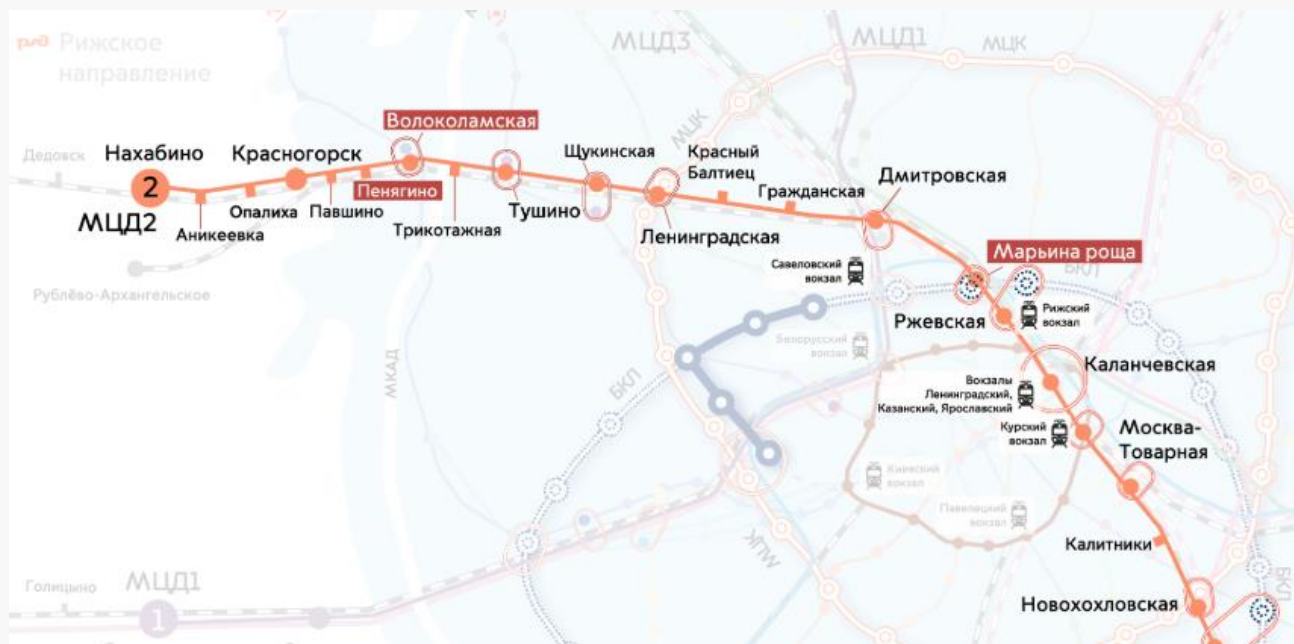 рпд Рижское
направление
МЦД3
МЦД1
МЦК
МЦК
Волоколамская
Дедовск
Нахабино
Красногорск
Щукинская
Красный
Балтиец
Гражданская
Дмитровская
2
МЦД2
Аникеевка
Опалиха
Павшино
Пенягино
Трикотажная
Тушино
Ленинградская
Марьина роща
БКЛ
Савеловский
вокзал
Рублёво-Архангельское
Ржевская
Рижский
вокзал
Белорусский
вокзал
МКАД
БКЛ
Каланчевская
Вокзалы
Ленинградский,
Казанский, Ярославский
Курский
вокзал
Москва-
Товарная
Киевский
вокзал
Павелецкий
вокзал
МЦК
Калитники
Голицыно
МЦД1
1
Новохохловская
БКЛ